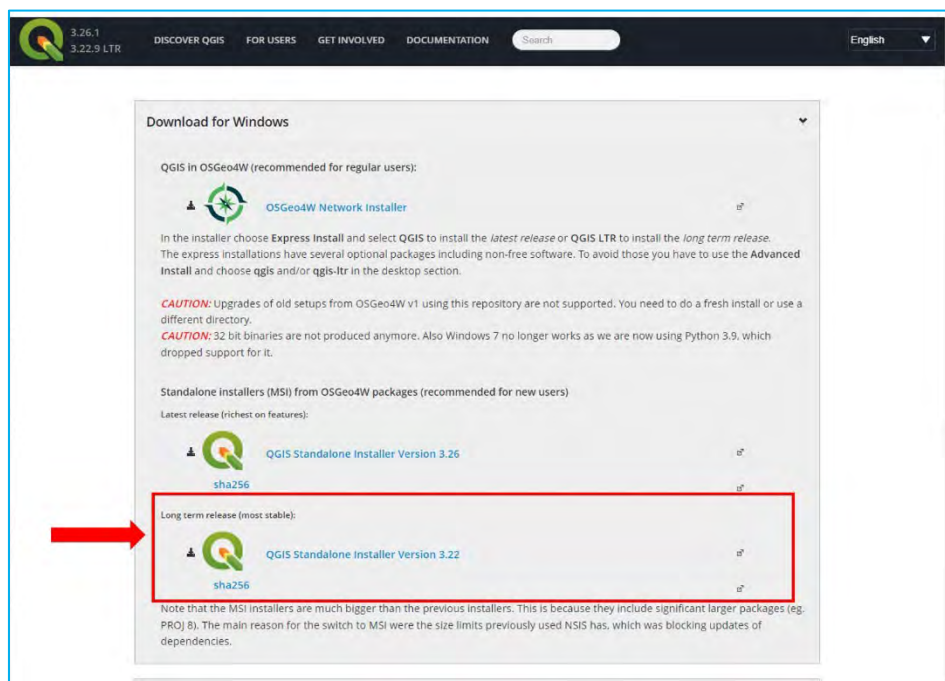 3.26.1
3.22.9 LTR
DISCOVER QGIS FOR USERS GET INVOLVED DOCUMENTATION Search English
Download for Windows
QGIS in OSGeo4W (recommended for regular users):
OSGeo4W Network Installer
In the installer choose Express Install and select QGIS to install the latest release or QGIS LTR to install the long term release.
The express installations have several optional packages including non-free software. To avoid those you have to use the Advanced
Install and choose qgis and/or qgis-ltr in the desktop section.
CAUTION: Upgrades of old setups from OSGeo4W v1 using this repository are not supported. You need to do a fresh install or use a
different directory.
CAUTION: 32 bit binaries are not produced anymore. Also Windows 7 no longer works as we are now using Python 3.9, which
dropped support for it.
Standalone installers (MSI) from OSGeo4W packages (recommended for new users)
Latest release (richest on features):
QGIS Standalone Installer Version 3.26
sha256
Long term release (most stable):
QGIS Standalone Installer Version 3.22
sha256
Note that the MSI installers are much bigger than the previous installers. This is because they include significant larger packages (eg.
PROJ 8). The main reason for the switch to MSI were the size limits previously used NSIS has, which was blocking updates of
dependencies.